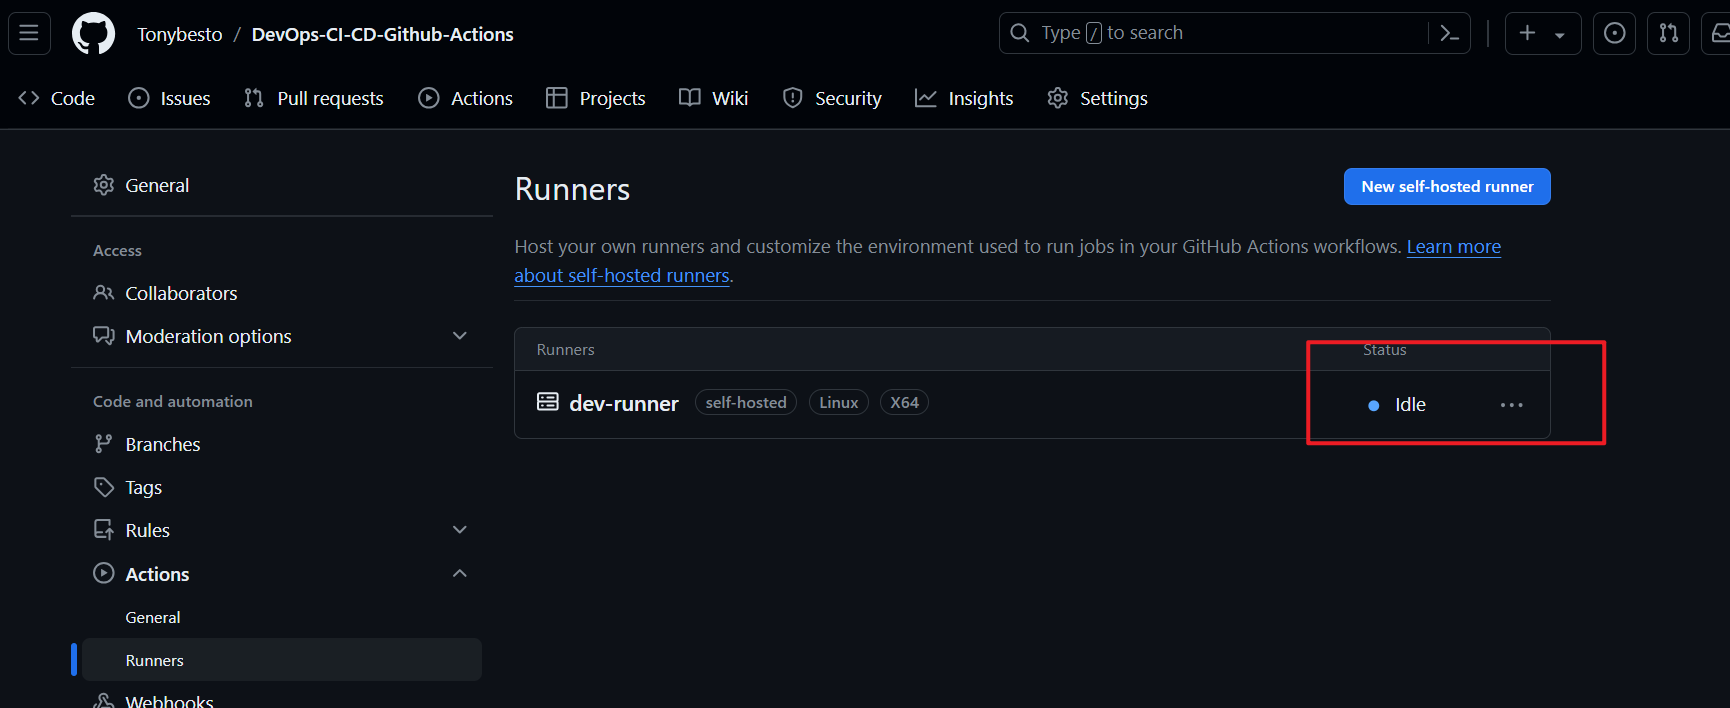 Tonybesto / DevOps-CI-CD-Github-Actions
Type / to search
Code Issues Pull requests Actions Projects Wiki Security Insights Settings
General
Access
Collaborators
Moderation options
Code and automation
Branches
Tags
Rules
Actions
General
Runners
Webhooks
Runners
New self-hosted runner
Host your own runners and customize the environment used to run jobs in your GitHub Actions workflows. Learn more
about self-hosted runners.
Runners Status
dev-runner self-hosted Linux X64 Idle